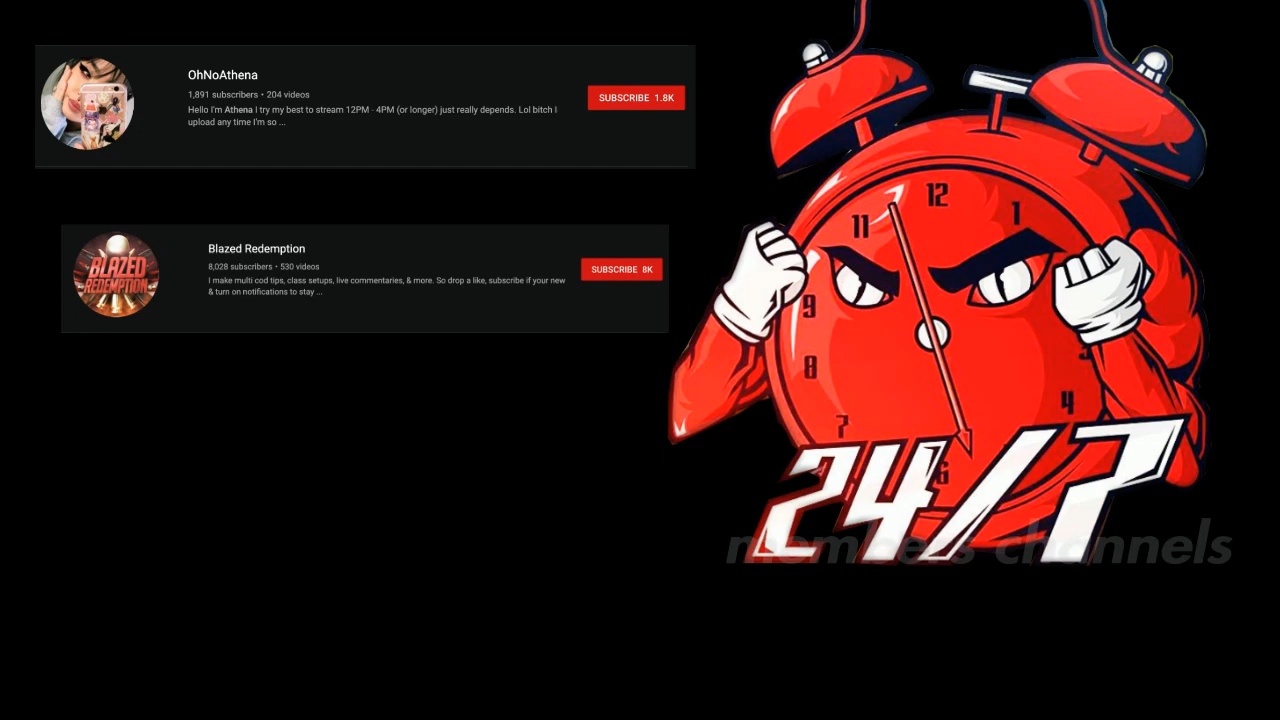 OhNoAthena
1,891 subscribers • 204 videos
Hello I'm Athena I try my best to stream 12PM - 4PM (or longer) just really depends. Lol bitch I
upload any time I'm so ...
SUBSCRIBE 1.8K
BLAZED
REDEMPTION
Blazed Redemption
8,028 subscribers • 530 videos
I make multi cod tips, class setups, live commentaries, & more. So drop a like, subscribe if your new
& turn on notifications to stay ...
SUBSCRIBE 8K
12
11
1
9
3
8
4
7
6
24/7
members channels